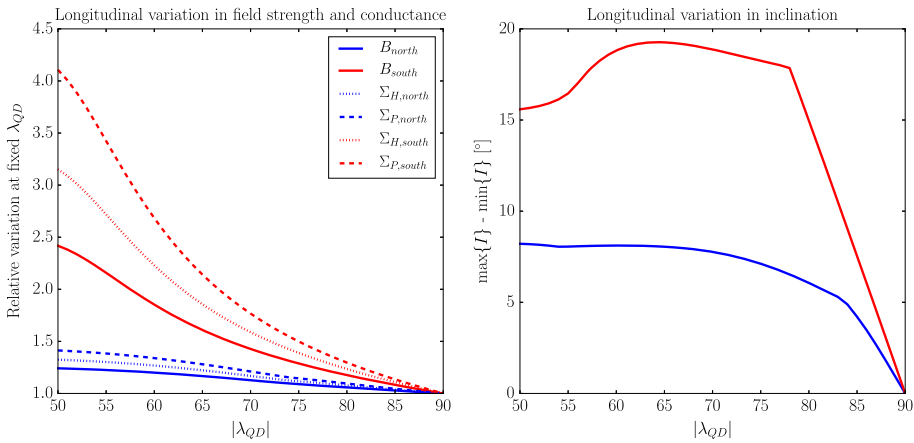 Longitudinal variation in field strength and conductance
4.5
4.0
3.5
3.0
2.5
2.0
1.5
1.0
Relative variation at fixed λ_QD
B_north
B_south
Σ_H,north
Σ_P,north
Σ_H,south
Σ_P,south
50 55 60 65 70 75 80 85 90
|λ_QD|
Longitudinal variation in inclination
20
15
10
5
0
max{I} - min{I} [°]
50 55 60 65 70 75 80 85 90
|λ_QD|